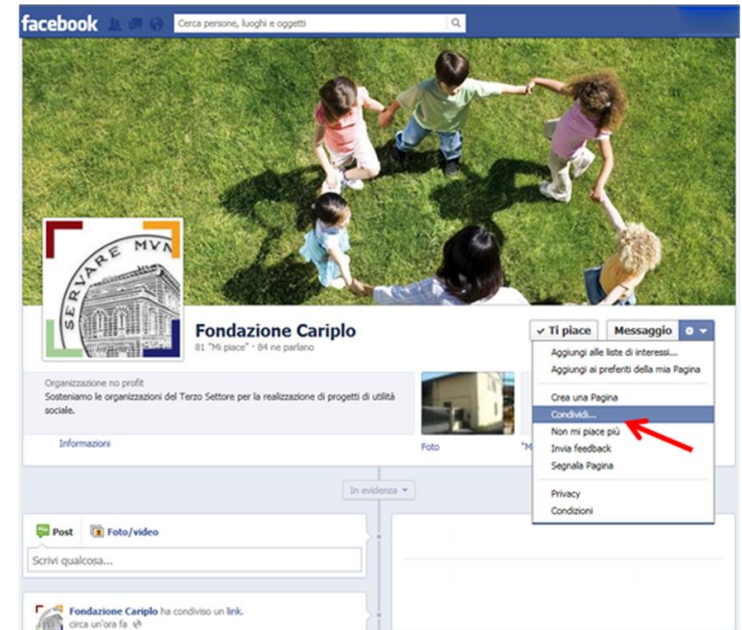 facebook
Cerca persone, luoghi e oggetti
SERVARE MVN
Fondazione Cariplo
81 "Mi piace" · 84 ne parlano
✓ Ti piace
Messaggio
Aggiungi alle liste di interessi...
Aggiungi ai preferiti della mia Pagina
Crea una Pagina
Condividi...
Non mi piace più
Invia feedback
Segnala Pagina
Privacy
Condizioni
Organizzazione no profit
Sosteniamo le organizzazioni del Terzo Settore per la realizzazione di progetti di utilità
sociale.
Informazioni
Foto
"M
In evidenza
Post
Foto/video
Scrivi qualcosa...
Fondazione Cariplo ha condiviso un link.
circa un'ora fa